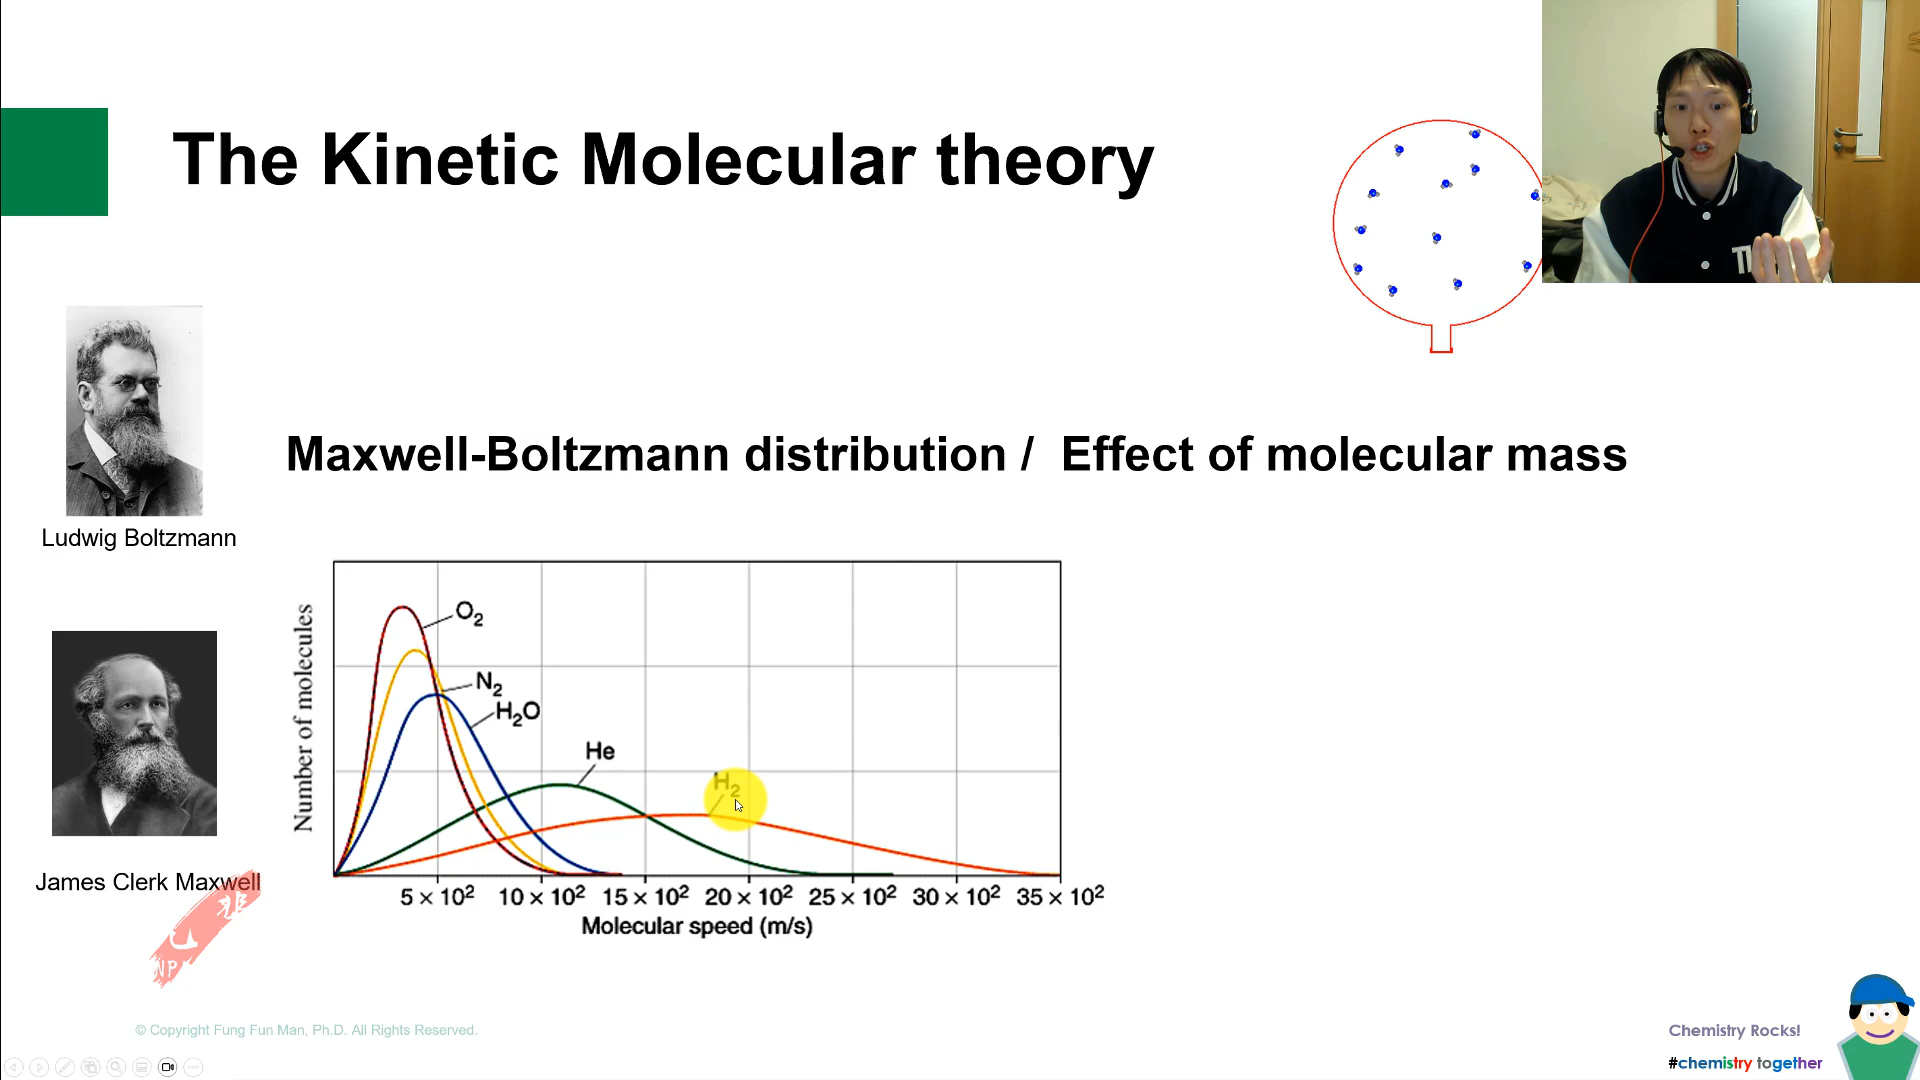 The Kinetic Molecular theory
Ludwig Boltzmann
Maxwell-Boltzmann distribution / Effect of molecular mass
Number of molecules
O₂
N₂
H₂O
He
H₂
5 × 10² 10 × 10² 15 × 10² 20 × 10² 25 × 10² 30 × 10² 35 × 10²
Molecular speed (m/s)
James Clerk Maxwell
© Copyright Fung Fun Man, Ph.D. All Rights Reserved.
Chemistry Rocks!
#chemistry together